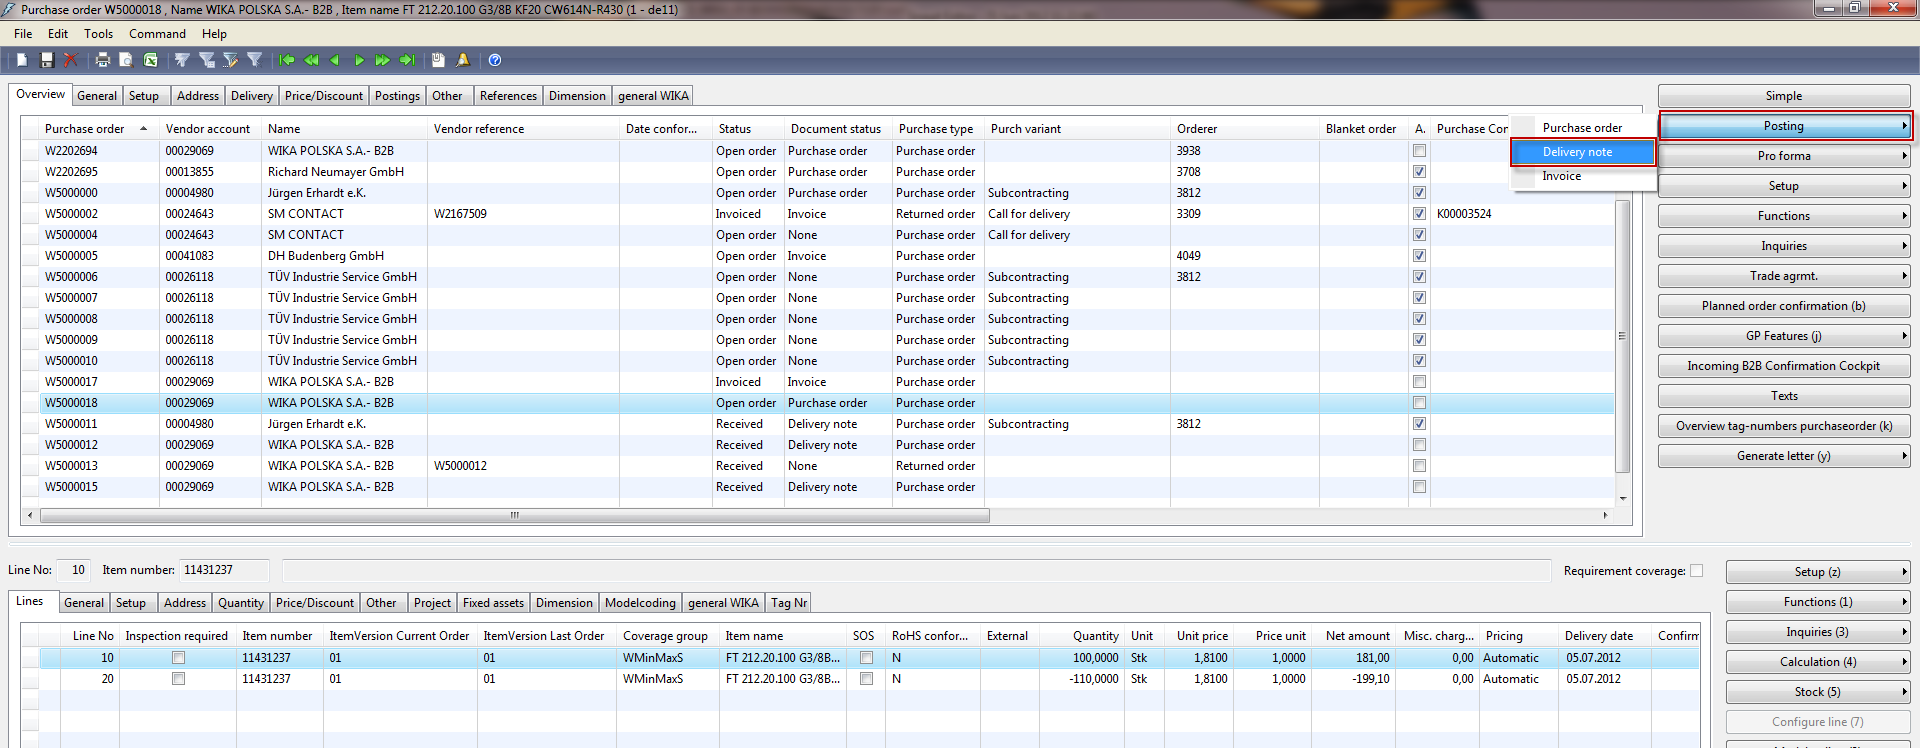 Purchase order W5000018 , Name WIKA POLSKA S.A.- B2B , Item name FT 212.20.100 G3/8B KF20 CW614N-R430 (1 - de11)
File Edit Tools Command Help
Overview General Setup Address Delivery Price/Discount Postings Other References Dimension general WIKA
Purchase order Vendor account Name Vendor reference Date confor... Status Document status Purchase type Purch variant Orderer Blanket order A. Purchase Con
W2202694 00029069 WIKA POLSKA S.A.- B2B Open order Purchase order Purchase order 3938
W2202695 00013855 Richard Neumayer GmbH Open order Purchase order Purchase order 3708
W5000000 00004980 Jürgen Erhardt e.K. Open order Purchase order Purchase order Subcontracting 3812
W5000002 00024643 SM CONTACT W2167509 Invoiced Invoice Returned order Call for delivery 3309 K00003524
W5000004 00024643 SM CONTACT Open order None Purchase order Call for delivery
W5000005 00041083 DH Budenberg GmbH Open order Invoice Purchase order 4049
W5000006 00026118 TÜV Industrie Service GmbH Open order None Purchase order Subcontracting 3812
W5000007 00026118 TÜV Industrie Service GmbH Open order None Purchase order Subcontracting
W5000008 00026118 TÜV Industrie Service GmbH Open order None Purchase order Subcontracting
W5000009 00026118 TÜV Industrie Service GmbH Open order None Purchase order Subcontracting
W5000010 00026118 TÜV Industrie Service GmbH Open order None Purchase order Subcontracting
W5000017 00029069 WIKA POLSKA S.A.- B2B Invoiced Invoice Purchase order
W5000018 00029069 WIKA POLSKA S.A.- B2B Open order Purchase order Purchase order
W5000011 00004980 Jürgen Erhardt e.K. Received Delivery note Purchase order Subcontracting 3812
W5000012 00029069 WIKA POLSKA S.A.- B2B Received Delivery note Purchase order
W5000013 00029069 WIKA POLSKA S.A.- B2B W5000012 Received None Returned order
W5000015 00029069 WIKA POLSKA S.A.- B2B Received Delivery note Purchase order
Purchase order
Delivery note
Invoice
Simple
Posting
Pro forma
Setup
Functions
Inquiries
Trade agrmt.
Planned order confirmation (b)
GP Features (j)
Incoming B2B Confirmation Cockpit
Texts
Overview tag-numbers purchaseorder (k)
Generate letter (y)
Line No: 10 Item number: 11431237 Requirement coverage:
Lines General Setup Address Quantity Price/Discount Other Project Fixed assets Dimension Modelcoding general WIKA Tag Nr
Line No Inspection required Item number ItemVersion Current Order ItemVersion Last Order Coverage group Item name SOS RoHS confor... External Quantity Unit Unit price Price unit Net amount Misc. charg... Pricing Delivery date Confirm
10 11431237 01 01 WMinMaxS FT 212.20.100 G3/8B... N 100,0000 Stk 1,8100 1,0000 181,00 0,00 Automatic 05.07.2012
20 11431237 01 01 WMinMaxS FT 212.20.100 G3/8B... N -110,0000 Stk 1,8100 1,0000 -199,10 0,00 Automatic 05.07.2012
Setup (z)
Functions (1)
Inquiries (3)
Calculation (4)
Stock (5)
Configure line (7)